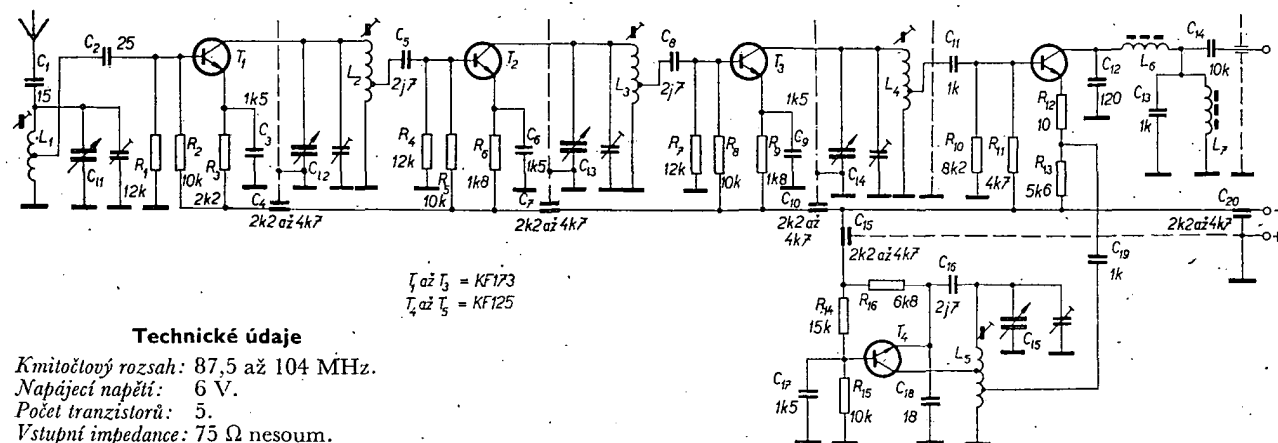 C1
15
C2
25
T1
L1
C11
12k
R1
R2
10k
R3
2k2
1k5
C3
C4
2k2 až 4k7
C12
L2
C5
2j7
T2
R4
12k
R5
10k
R6
1k8
C6
1k5
C7
2k2 až 4k7
C13
L3
C8
2j7
T3
R7
12k
R8
10k
R9
1k8
1k5
C9
C10
2k2 až
4k7
C14
L4
C11
1k
R10
8k2
R11
4k7
R12
10
R13
5k6
C12
120
L6
C13
1k
C14
10k
L7
C20
2k2 až 4k7
-
+
C15
2k2 až 4k7
C19
1k
R14
15k
R16
6k8
C16
2j7
T4
C15
L5
C17
1k5
R15
10k
C18
18
T1 až T3 = KF173
T4 až T5 = KF125
Technické údaje
Kmitočtový rozsah: 87,5 až 104 MHz.
Napájecí napětí: 6 V.
Počet tranzistorů: 5.
Vstupní impedance: 75 Ω nesoum.